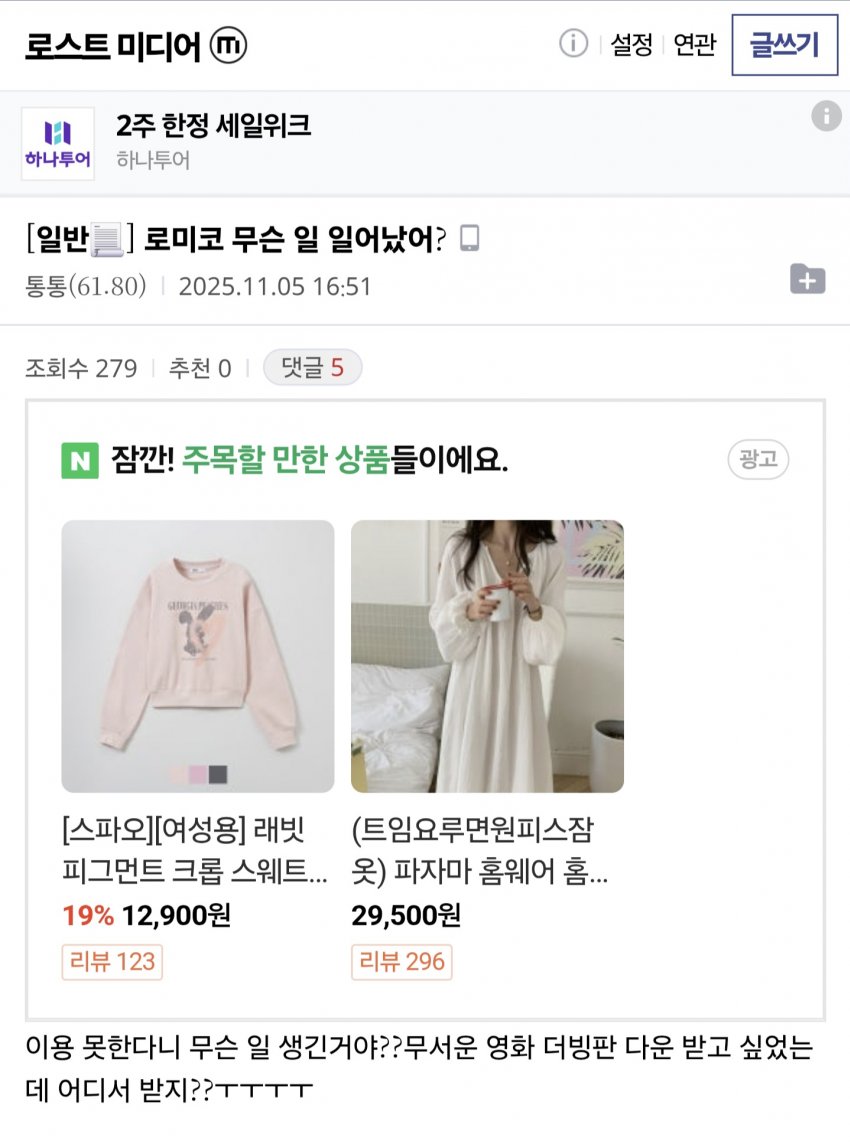 로스트 미디어 ⓜ
ⓘ 설정 연관 글쓰기
하나투어
2주 한정 세일위크
하나투어
[일반📜] 로미코 무슨 일 일어났어?
통통(61.80) 2025.11.05 16:51
조회수 279 추천 0 댓글 5
N 잠깐! 주목할 만한 상품들이에요. 광고
[스파오][여성용] 래빗
피그먼트 크롭 스웨트...
19% 12,900원
리뷰 123
(트임요루면원피스잠
옷) 파자마 홈웨어 홈...
29,500원
리뷰 296
이용 못한다니 무슨 일 생긴거야??무서운 영화 더빙판 다운 받고 싶었는
데 어디서 받지??ㅜㅜㅜㅜ